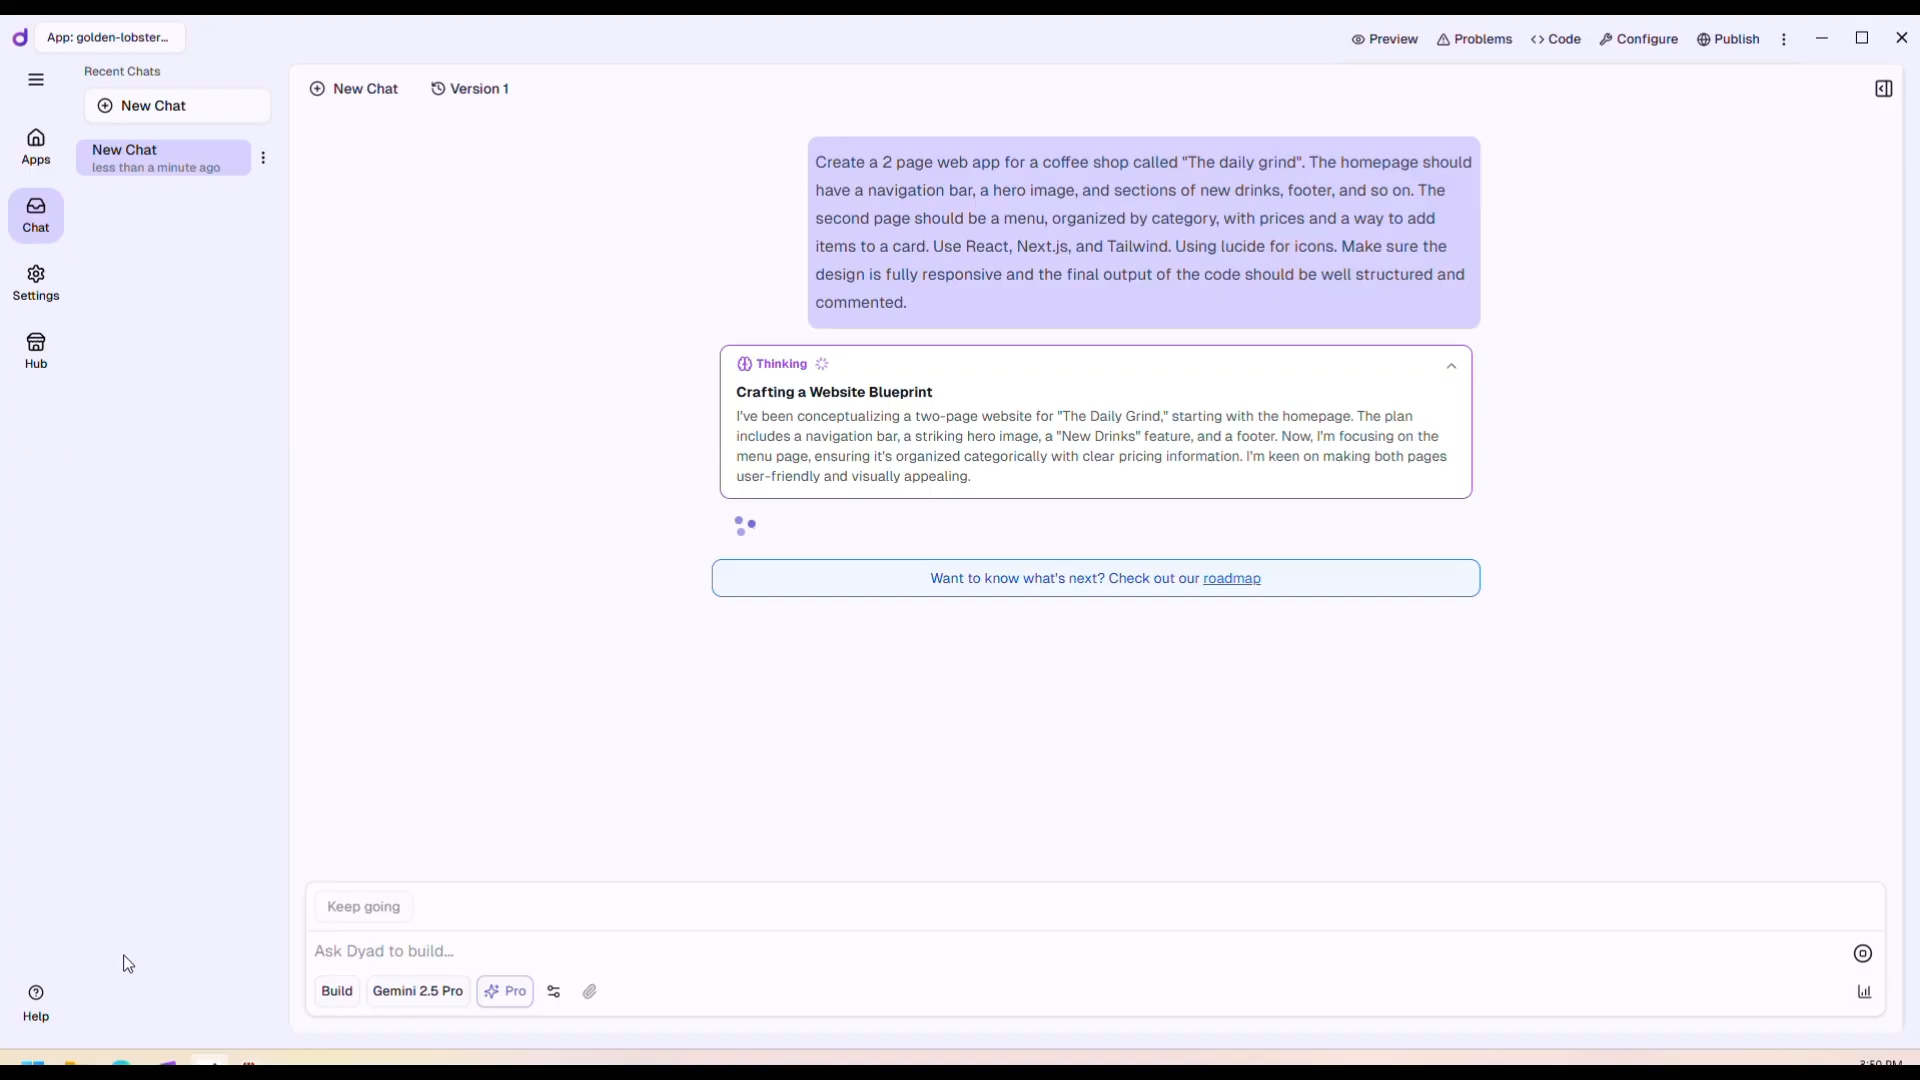 App: golden-lobster...
Preview
Problems
Code
Configure
Publish
Recent Chats
New Chat
New Chat
less than a minute ago
Apps
Chat
Settings
Hub
Help
New Chat
Version 1
Create a 2 page web app for a coffee shop called "The daily grind". The homepage should
have a navigation bar, a hero image, and sections of new drinks, footer, and so on. The
second page should be a menu, organized by category, with prices and a way to add
items to a card. Use React, Next.js, and Tailwind. Using lucide for icons. Make sure the
design is fully responsive and the final output of the code should be well structured and
commented.
Thinking
Crafting a Website Blueprint
I've been conceptualizing a two-page website for "The Daily Grind," starting with the homepage. The plan
includes a navigation bar, a striking hero image, a "New Drinks" feature, and a footer. Now, I'm focusing on the
menu page, ensuring it's organized categorically with clear pricing information. I'm keen on making both pages
user-friendly and visually appealing.
Want to know what's next? Check out our roadmap
Keep going
Ask Dyad to build...
Build
Gemini 2.5 Pro
Pro